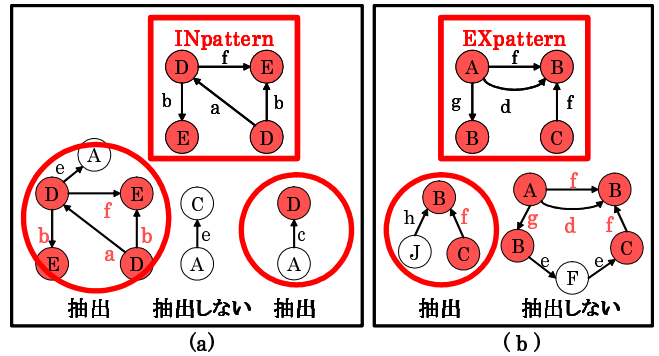 INpattern
D f E
b a b
E D
A
e
D E
f
b a b
E D
C
e
A
D
c
A
抽出 抽出しない 抽出
(a)
EXpattern
A f B
g d f
B C
B
h f
J C
A f B
g d f
B C
e F e
抽出 抽出しない
(b)